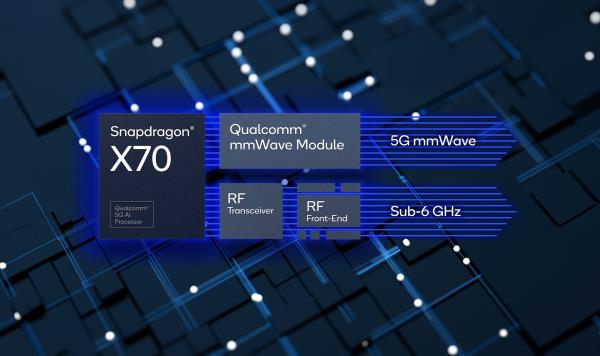 Snapdragon®
X70
Qualcomm®
5G AI
Processor
Qualcomm®
mmWave Module
5G mmWave
RF
Transceiver
RF
Front-End
Sub-6 GHz